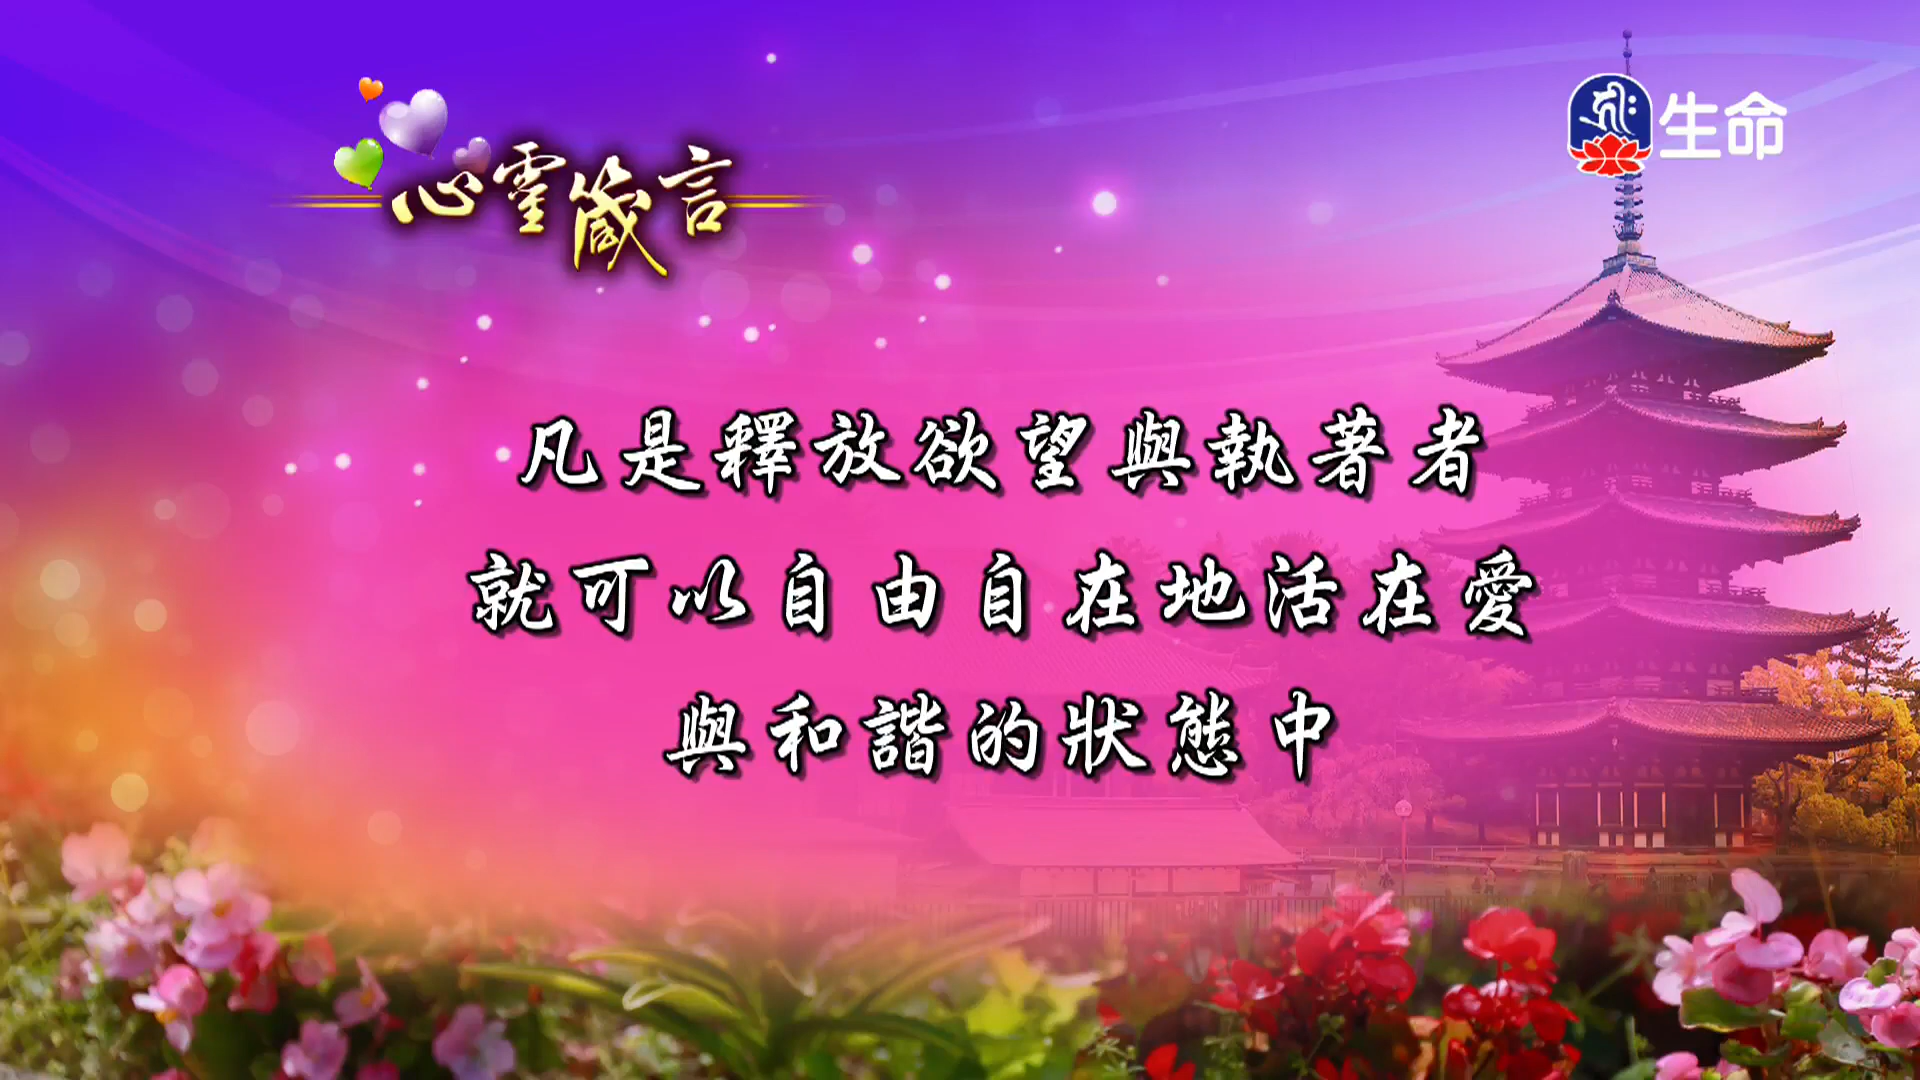 心靈箴言
生命
凡是釋放欲望與執著者
就可以自由自在地活在愛
與和諧的狀態中